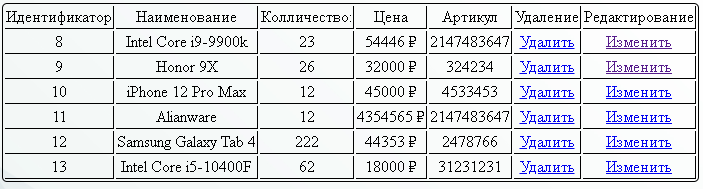 Идентификатор Наименование Колличество: Цена Артикул Удаление Редактирование
8 Intel Core i9-9900k 23 54446 ₽ 2147483647 Удалить Изменить
9 Honor 9X 26 32000 ₽ 324234 Удалить Изменить
10 iPhone 12 Pro Max 12 45000 ₽ 4533453 Удалить Изменить
11 Alianware 12 4354565 ₽ 2147483647 Удалить Изменить
12 Samsung Galaxy Tab 4 222 44353 ₽ 2478766 Удалить Изменить
13 Intel Core i5-10400F 62 18000 ₽ 31231231 Удалить Изменить